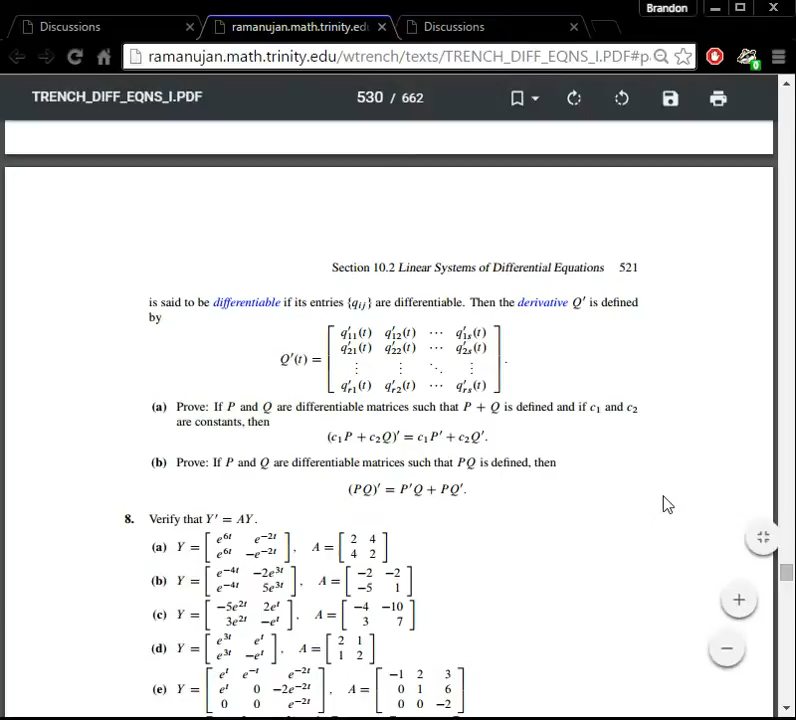 Brandon
Discussions
ramanujan.math.trinity.ed
Discussions
ramanujan.math.trinity.edu/wtrench/texts/TRENCH_DIFF_EQNS_I.PDF#p
0
TRENCH_DIFF_EQNS_I.PDF 530 / 662
Section 10.2 Linear Systems of Differential Equations 521
is said to be differentiable if its entries {qij} are differentiable. Then the derivative Q′ is defined
by
q′11(t) q′12(t) ··· q′1s(t)
q′21(t) q′22(t) ··· q′2s(t)
Q′(t) = ⋮ ⋮ ⋱ ⋮ .
q′r1(t) q′r2(t) ··· q′rs(t)
(a) Prove: If P and Q are differentiable matrices such that P + Q is defined and if c1 and c2
are constants, then
(c1P + c2Q)′ = c1P′ + c2Q′.
(b) Prove: If P and Q are differentiable matrices such that PQ is defined, then
(PQ)′ = P′Q + PQ′.
8. Verify that Y′ = AY.
(a) Y = [ e^6t e^−2t ; e^6t −e^−2t ], A = [ 2 4 ; 4 2 ]
(b) Y = [ e^−4t −2e^3t ; e^−4t 5e^3t ], A = [ −2 −2 ; −5 1 ]
(c) Y = [ −5e^2t 2e^t ; 3e^2t −e^t ], A = [ −4 −10 ; 3 7 ]
(d) Y = [ e^3t e^t ; e^3t −e^t ], A = [ 2 1 ; 1 2 ]
(e) Y = [ e^t e^−t e^−2t ; e^t 0 −2e^−2t ; 0 0 e^−2t ], A = [ −1 2 3 ; 0 1 6 ; 0 0 −2 ]